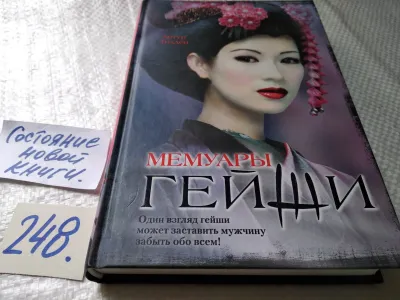 МЕМУАРЫ
ГЕЙШИ
Один взгляд гейши
может заставить мужчину
забыть обо всем!
Состояние
новой
книги.
248.